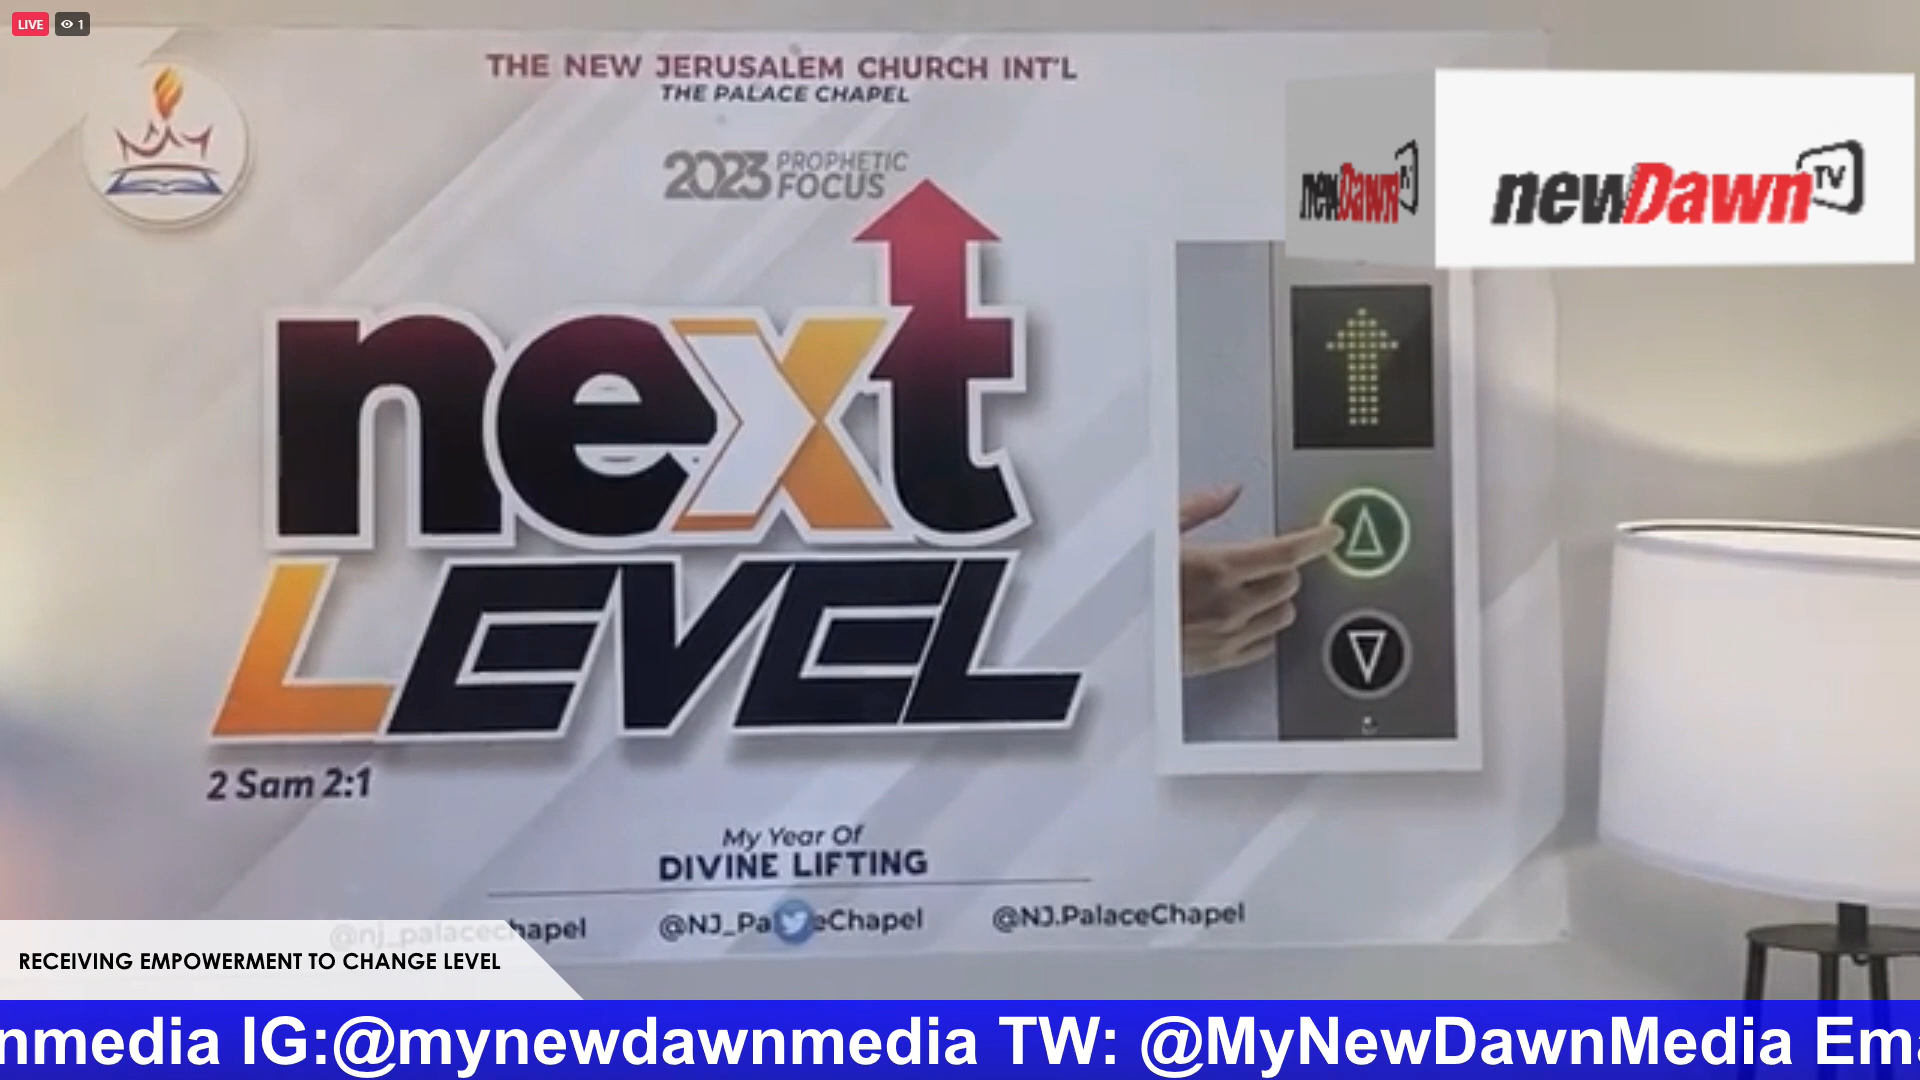 LIVE 1
THE NEW JERUSALEM CHURCH INT'L
THE PALACE CHAPEL
2023 PROPHETIC FOCUS
newDawn TV
newDawn TV
next
LEVEL
2 Sam 2:1
My Year Of
DIVINE LIFTING
@nj_palacechapel @NJ_Pa eChapel @NJ.PalaceChapel
RECEIVING EMPOWERMENT TO CHANGE LEVEL
nmedia IG:@mynewdawnmedia TW: @MyNewDawnMedia Ema